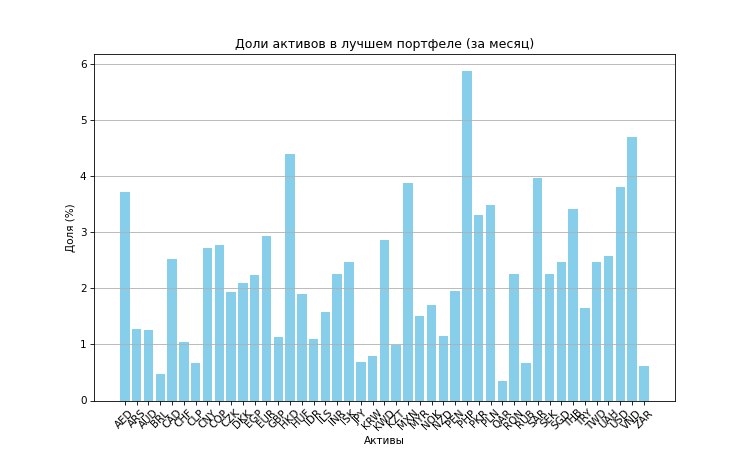 Доли активов в лучшем портфеле (за месяц)
Доля (%)
6
5
4
3
2
1
0
AED ARS AUD BRL CAD CHF CLP CNY COP CZK DKK EGP EUR GBP HKD HUF IDR ILS INR ISK JPY KRW KWD KZT MXN MYR NOK NZD PEN PHP PKR PLN QAR RON RUB SAR SEK SGD THB TRY TWD UAH USD VND ZAR
Активы